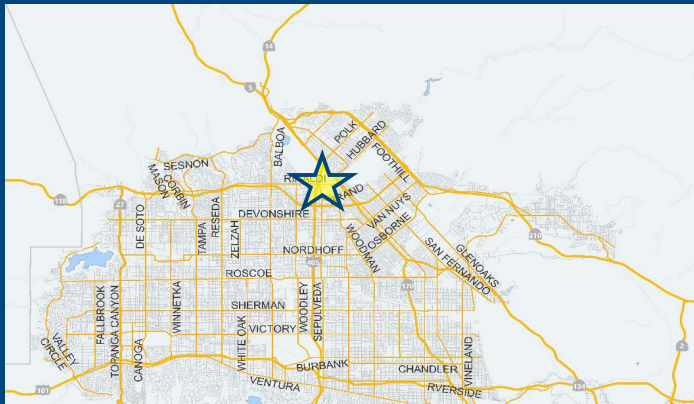 14
5
POLK
HUBBARD
FOOTHILL
BALBOA
SESNON
CORBIN
MASON
118
27
RESEDA
TAMPA
ZELZAH
DE SOTO
DEVONSHIRE
VAN NUYS
OSBORNE
WOODMAN
NORDHOFF
405
210
GLENOAKS
SAN FERNANDO
ROSCOE
170
WINNETKA
SHERMAN
WOODLEY
SEPULVEDA
FALLBROOK
TOPANGA CANYON
CANOGA
VALLEY
CIRCLE
WHITE OAK
VICTORY
VINELAND
2
BURBANK
CHANDLER
VENTURA
RVERSIDE
134
101